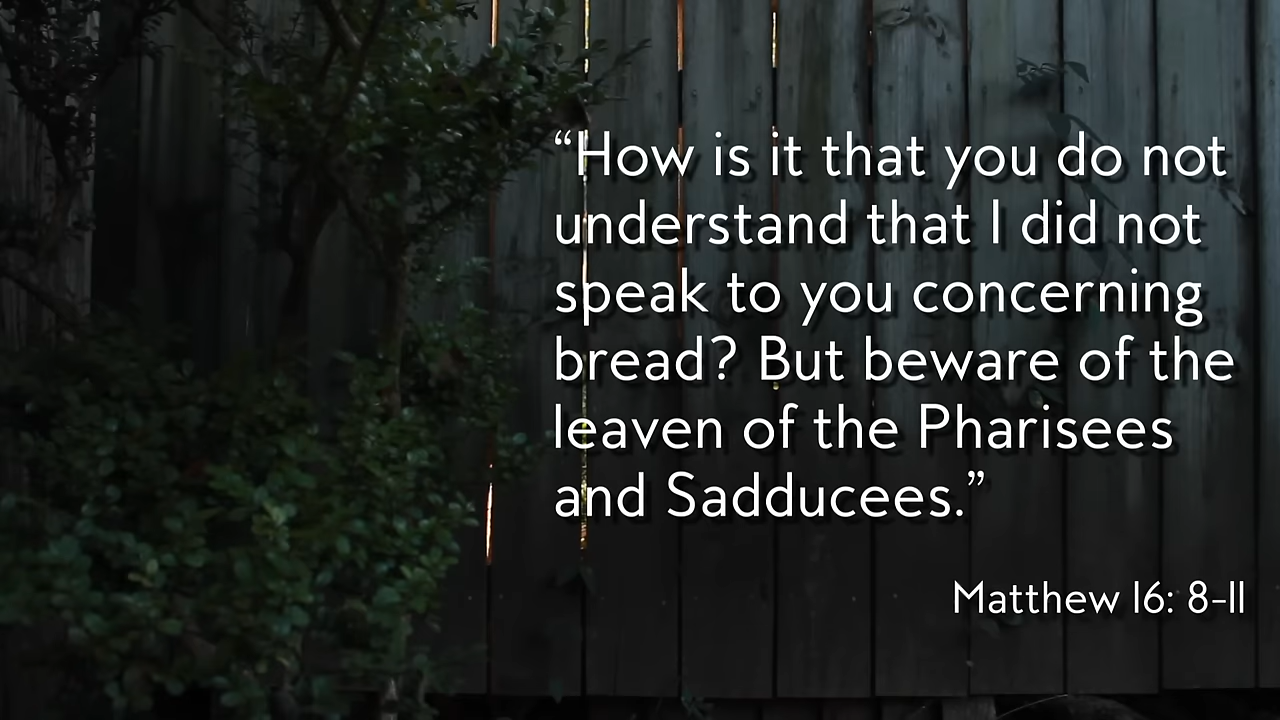 “How is it that you do not
understand that I did not
speak to you concerning
bread? But beware of the
leaven of the Pharisees
and Sadducees.”
Matthew 16: 8-11